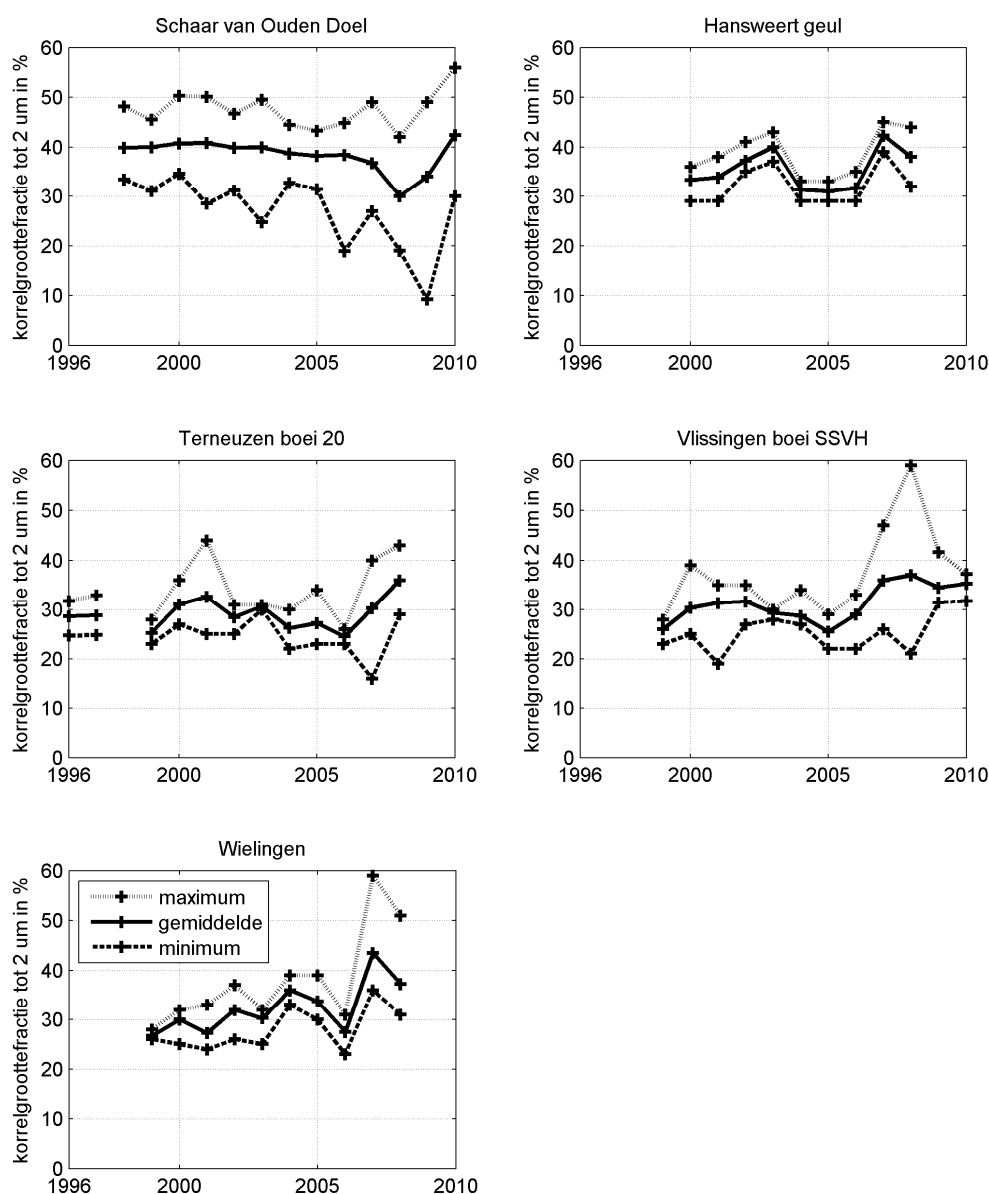 Schaar van Ouden Doel
korrelgroottefractie tot 2 um in %
60
50
40
30
20
10
0
1996 2000 2005 2010
Hansweert geul
korrelgroottefractie tot 2 um in %
60
50
40
30
20
10
0
1996 2000 2005 2010
Terneuzen boei 20
korrelgroottefractie tot 2 um in %
60
50
40
30
20
10
0
1996 2000 2005 2010
Vlissingen boei SSVH
korrelgroottefractie tot 2 um in %
60
50
40
30
20
10
0
1996 2000 2005 2010
Wielingen
korrelgroottefractie tot 2 um in %
60
50
40
30
20
10
0
maximum
gemiddelde
minimum
1996 2000 2005 2010